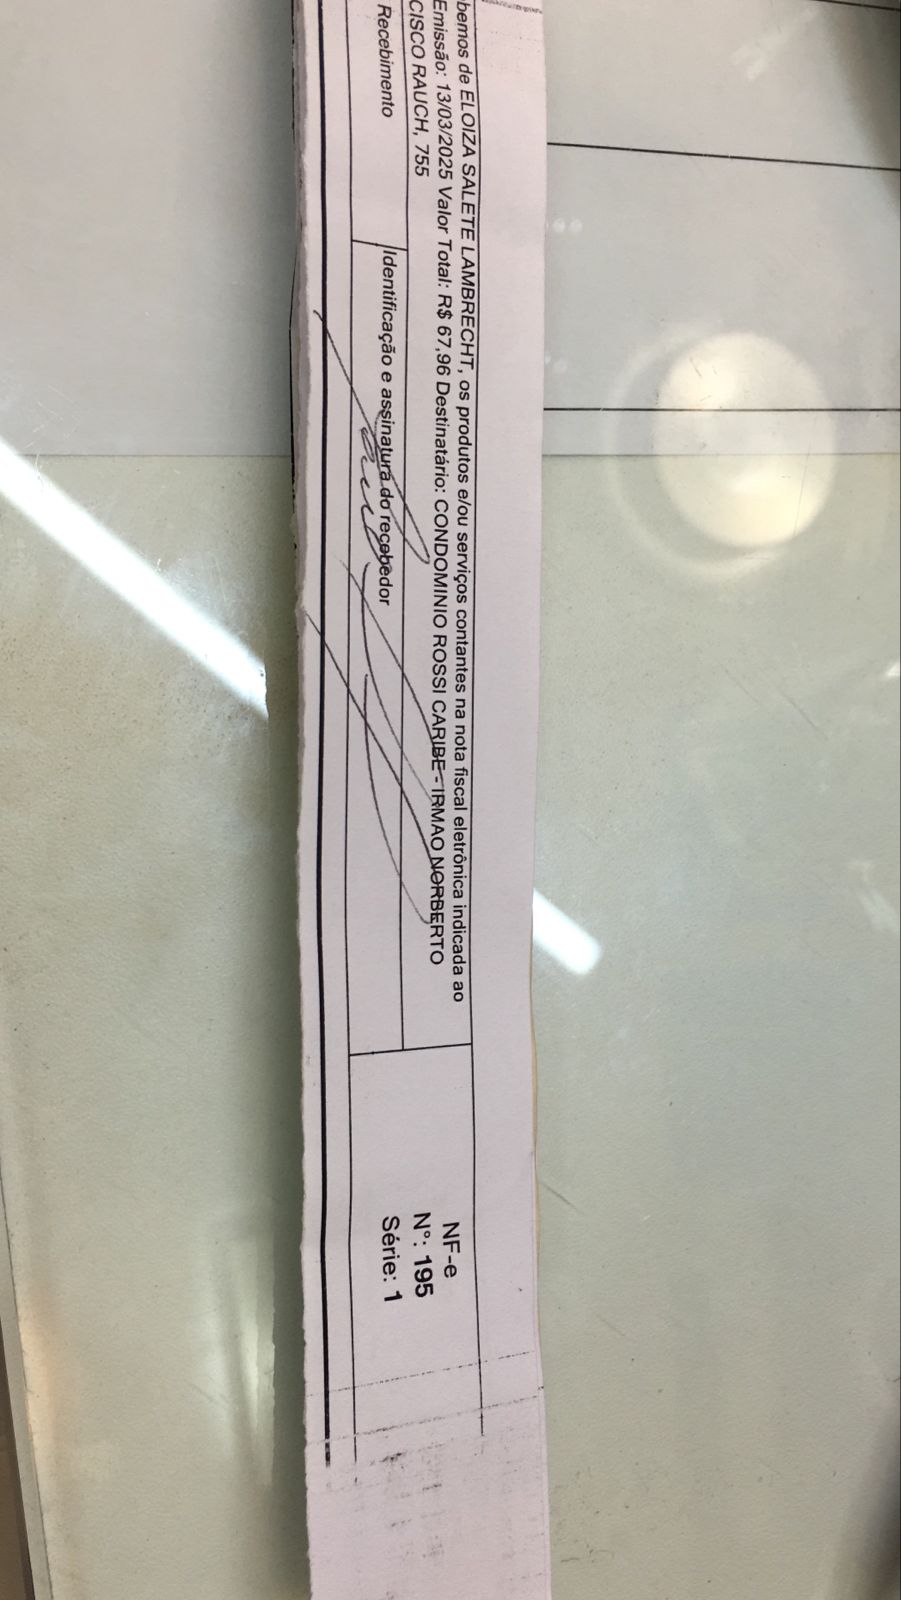 bemos de ELOIZA SALETE LAMBRECHT, os produtos e/ou serviços contantes na nota fiscal eletrônica indicada ao
Emissão: 13/03/2025 Valor Total: R$ 67,96 Destinatário: CONDOMINIO ROSSI CARIBE - IRMAO NORBERTO
CISCO RAUCH, 755
Recebimento
Identificação e assinatura do recebedor
NF-e
Nº: 195
Série: 1